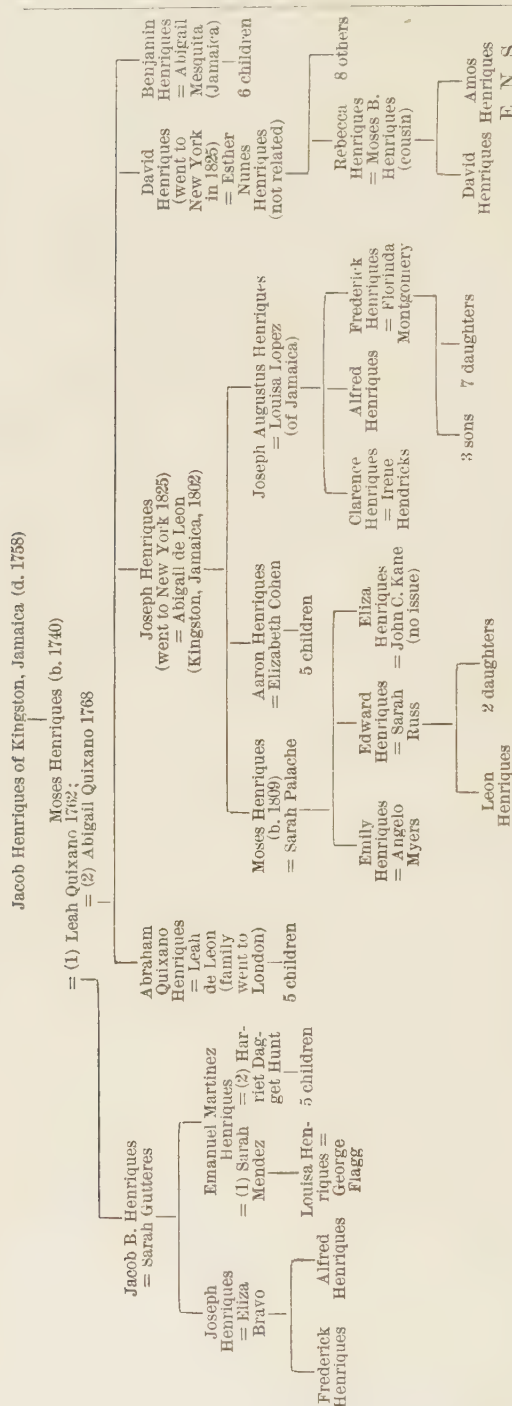 Jacob Henriques of Kingston, Jamaica (d. 1758)
Moses Henriques (b. 1740)
= (1) Leah Quixano 1762;
= (2) Abigail Quixano 1768
Jacob B. Henriques
= Sarah Gutteres
Abraham
Quixano
Henriques
= Leah
de Leon
(family
went to
London)
5 children
Joseph Henriques
(went to New York 1825)
= Abigail de Leon
(Kingston, Jamaica, 1802)
David
Henriques
(went to
New York
in 1825)
= Esther
Nunes
Henriques
(not related)
Benjamin
Henriques
= Abigail
Mesquita
(Jamaica)
6 children
Joseph
Henriques
= Eliza
Bravo
Emanuel Martinez
Henriques
= (1) Sarah
Mendez
= (2) Har-
riet Dag-
get Hunt
5 children
Moses Henriques
(b. 1809)
= Sarah Palache
Aaron Henriques
= Elizabeth Cohen
5 children
Joseph Augustus Henriques
= Louisa Lopez
(of Jamaica)
Rebecca
Henriques
= Moses B.
Henriques
(cousin)
8 others
Frederick
Henriques
Alfred
Henriques
Louisa Hen-
riques =
George
Flagg
Emily
Henriques
= Angelo
Myers
Edward
Henriques
= Sarah
Russ
Eliza
Henriques
= John C. Kane
(no issue)
Clarence
Henriques
= Irene
Hendricks
Alfred
Henriques
Frederick
Henriques
= Florinda
Montgomery
David
Henriques
Amos
Henriques
Leon
Henriques
2 daughters
3 sons
7 daughters
E N S